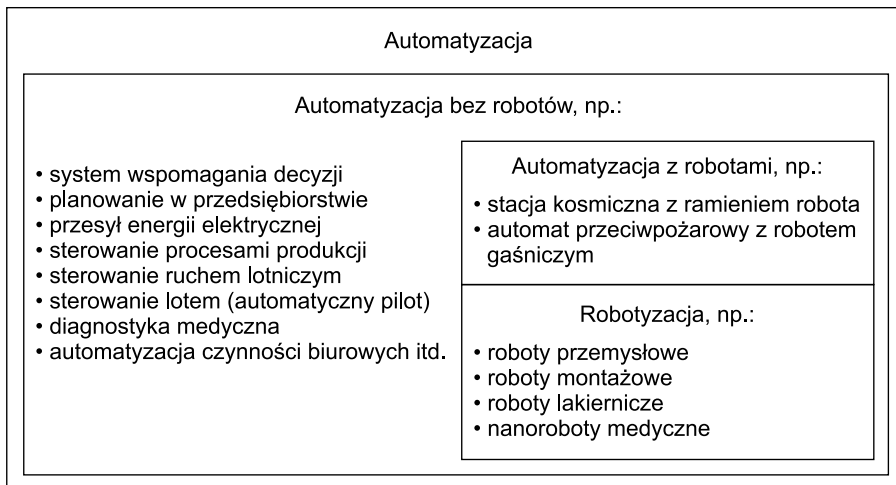 Automatyzacja
Automatyzacja bez robotów, np.:
• system wspomagania decyzji
• planowanie w przedsiębiorstwie
• przesył energii elektrycznej
• sterowanie procesami produkcji
• sterowanie ruchem lotniczym
• sterowanie lotem (automatyczny pilot)
• diagnostyka medyczna
• automatyzacja czynności biurowych itd.
Automatyzacja z robotami, np.:
• stacja kosmiczna z ramieniem robota
• automat przeciwpożarowy z robotem
gaśniczym
Robotyzacja, np.:
• roboty przemysłowe
• roboty montażowe
• roboty lakiernicze
• nanoroboty medyczne